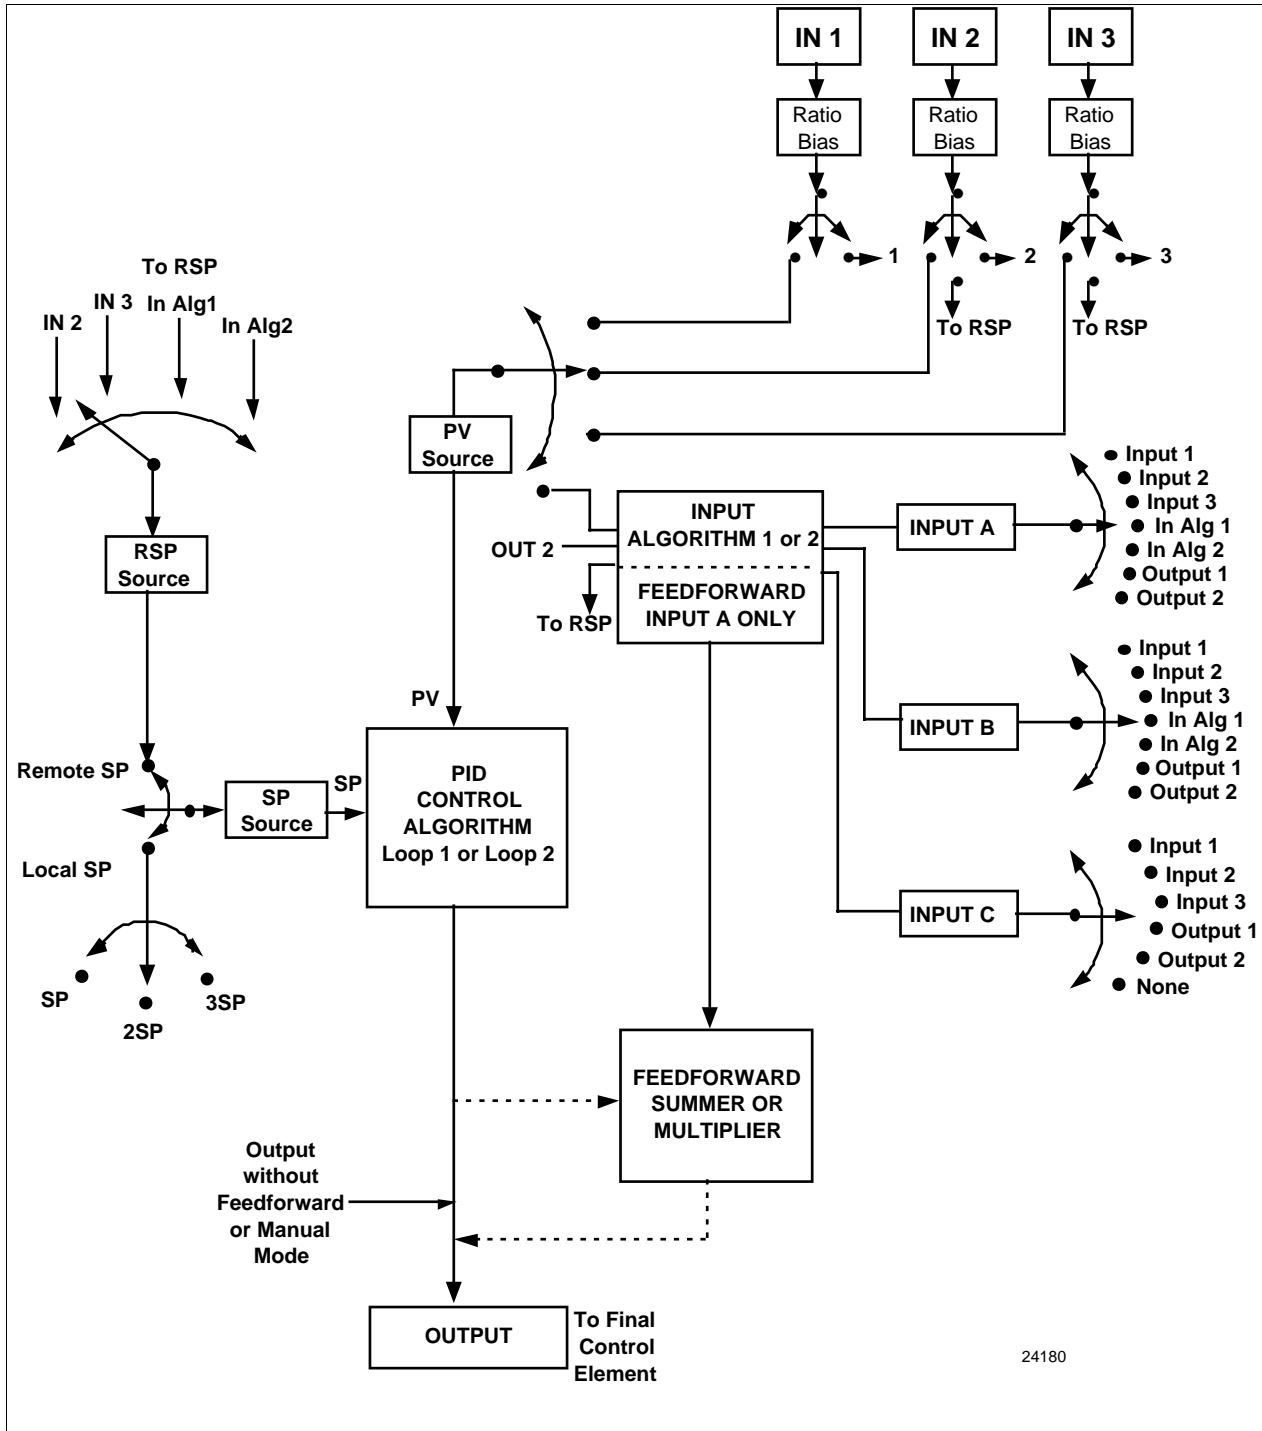 IN 1
IN 2
IN 3
Ratio
Bias
Ratio
Bias
Ratio
Bias
1
2
3
To RSP
To RSP
To RSP
IN 2
IN 3
In Alg1
In Alg2
PV
Source
RSP
Source
OUT 2
To RSP
INPUT
ALGORITHM 1 or 2
FEEDFORWARD
INPUT A ONLY
INPUT A
Input 1
Input 2
Input 3
In Alg 1
In Alg 2
Output 1
Output 2
INPUT B
Input 1
Input 2
Input 3
In Alg 1
In Alg 2
Output 1
Output 2
INPUT C
Input 1
Input 2
Input 3
Output 1
Output 2
None
PV
Remote SP
SP
Source
SP
PID
CONTROL
ALGORITHM
Loop 1 or Loop 2
Local SP
SP
2SP
3SP
FEEDFORWARD
SUMMER OR
MULTIPLIER
Output
without
Feedforward
or Manual
Mode
OUTPUT
To Final
Control
Element
24180